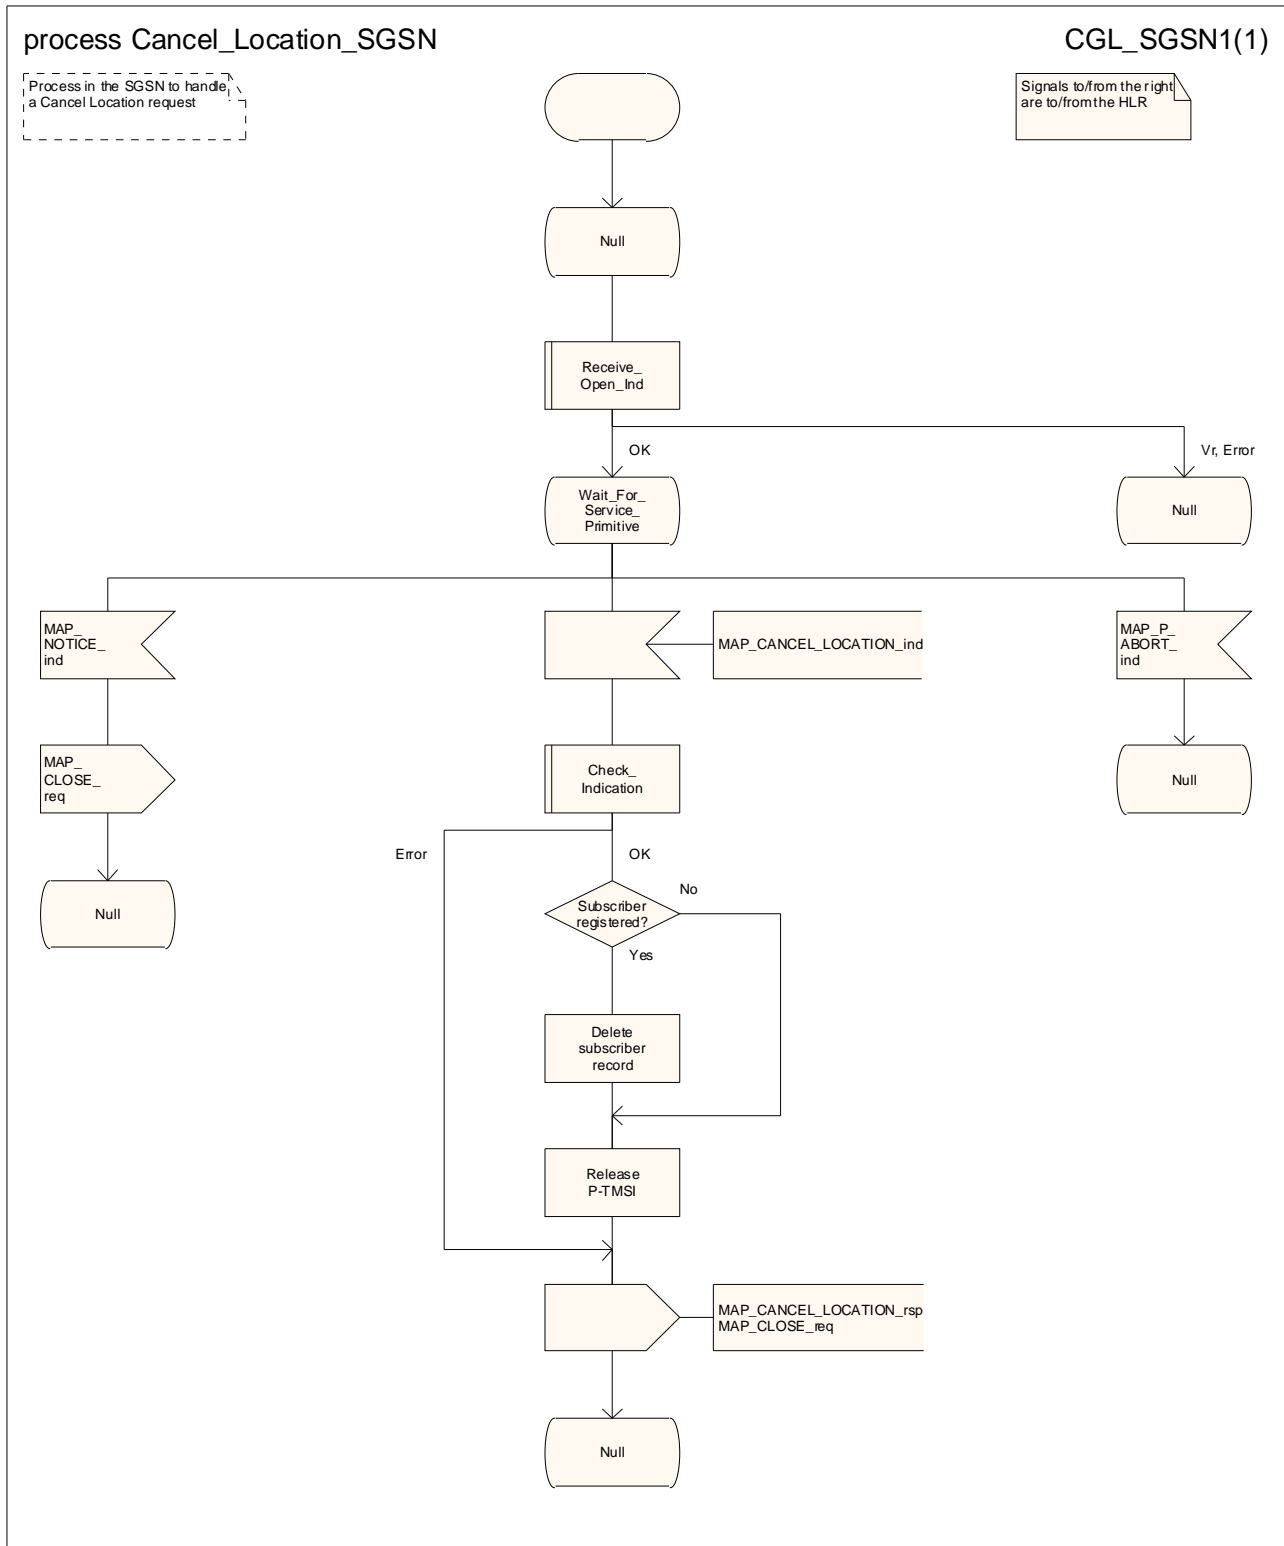 process Cancel_Location_SGSN
CGL_SGSN1(1)
Process in the SGSN to handle
a Cancel Location request
Signals to/from the right
are to/from the HLR
Null
Receive_
Open_Ind
OK
Vr, Error
Wait_For_
Service_
Primitive
Null
MAP_
NOTICE_
ind
MAP_CANCEL_LOCATION_ind
MAP_P_
ABORT_
ind
MAP_
CLOSE_
req
Check_
Indication
Null
Error
OK
No
Null
Subscriber
registered?
Yes
Delete
subscriber
record
Release
P-TMSI
MAP_CANCEL_LOCATION_rsp
MAP_CLOSE_req
Null